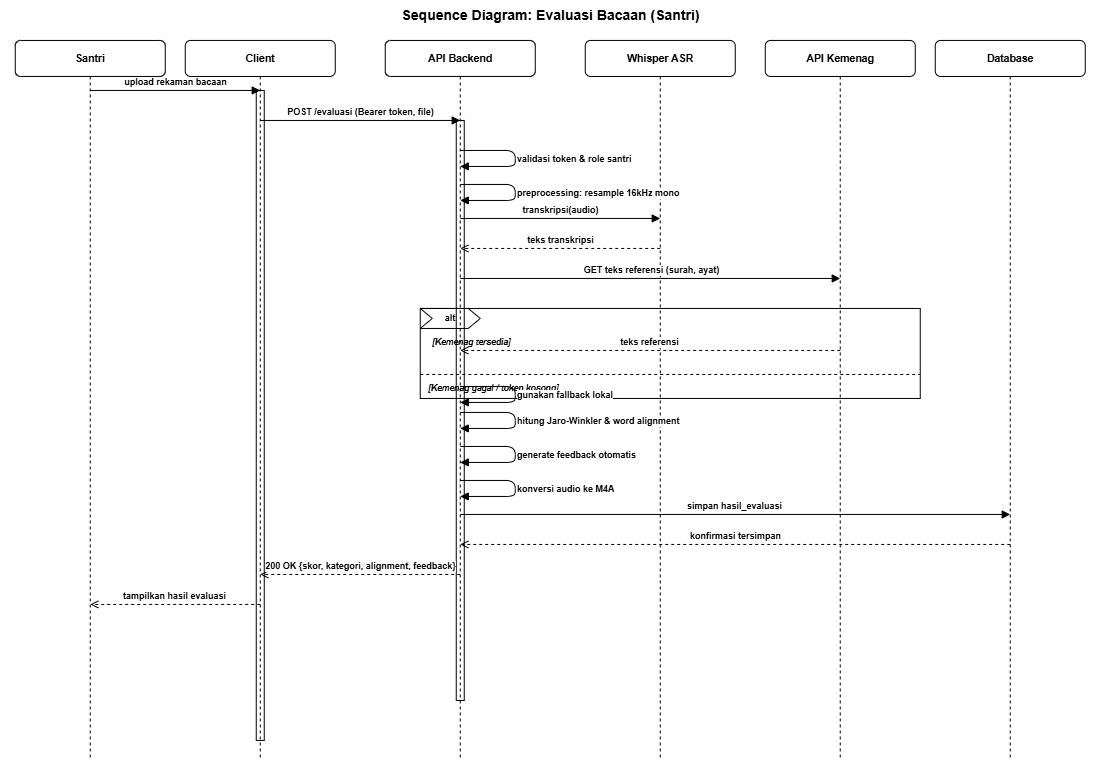 Sequence Diagram: Evaluasi Bacaan (Santri)
Santri
Client
API Backend
Whisper ASR
API Kemenag
Database
upload rekaman bacaan
POST /evaluasi (Bearer token, file)
validasi token & role santri
preprocessing: resample 16kHz mono
transkripsi(audio)
teks transkripsi
GET teks referensi (surah, ayat)
alt
[Kemenag tersedia]
teks referensi
[Kemenag gagal / token kosong]
gunakan fallback lokal
hitung Jaro-Winkler & word alignment
generate feedback otomatis
konversi audio ke M4A
simpan hasil_evaluasi
konfirmasi tersimpan
200 OK {skor, kategori, alignment, feedback}
tampilkan hasil evaluasi